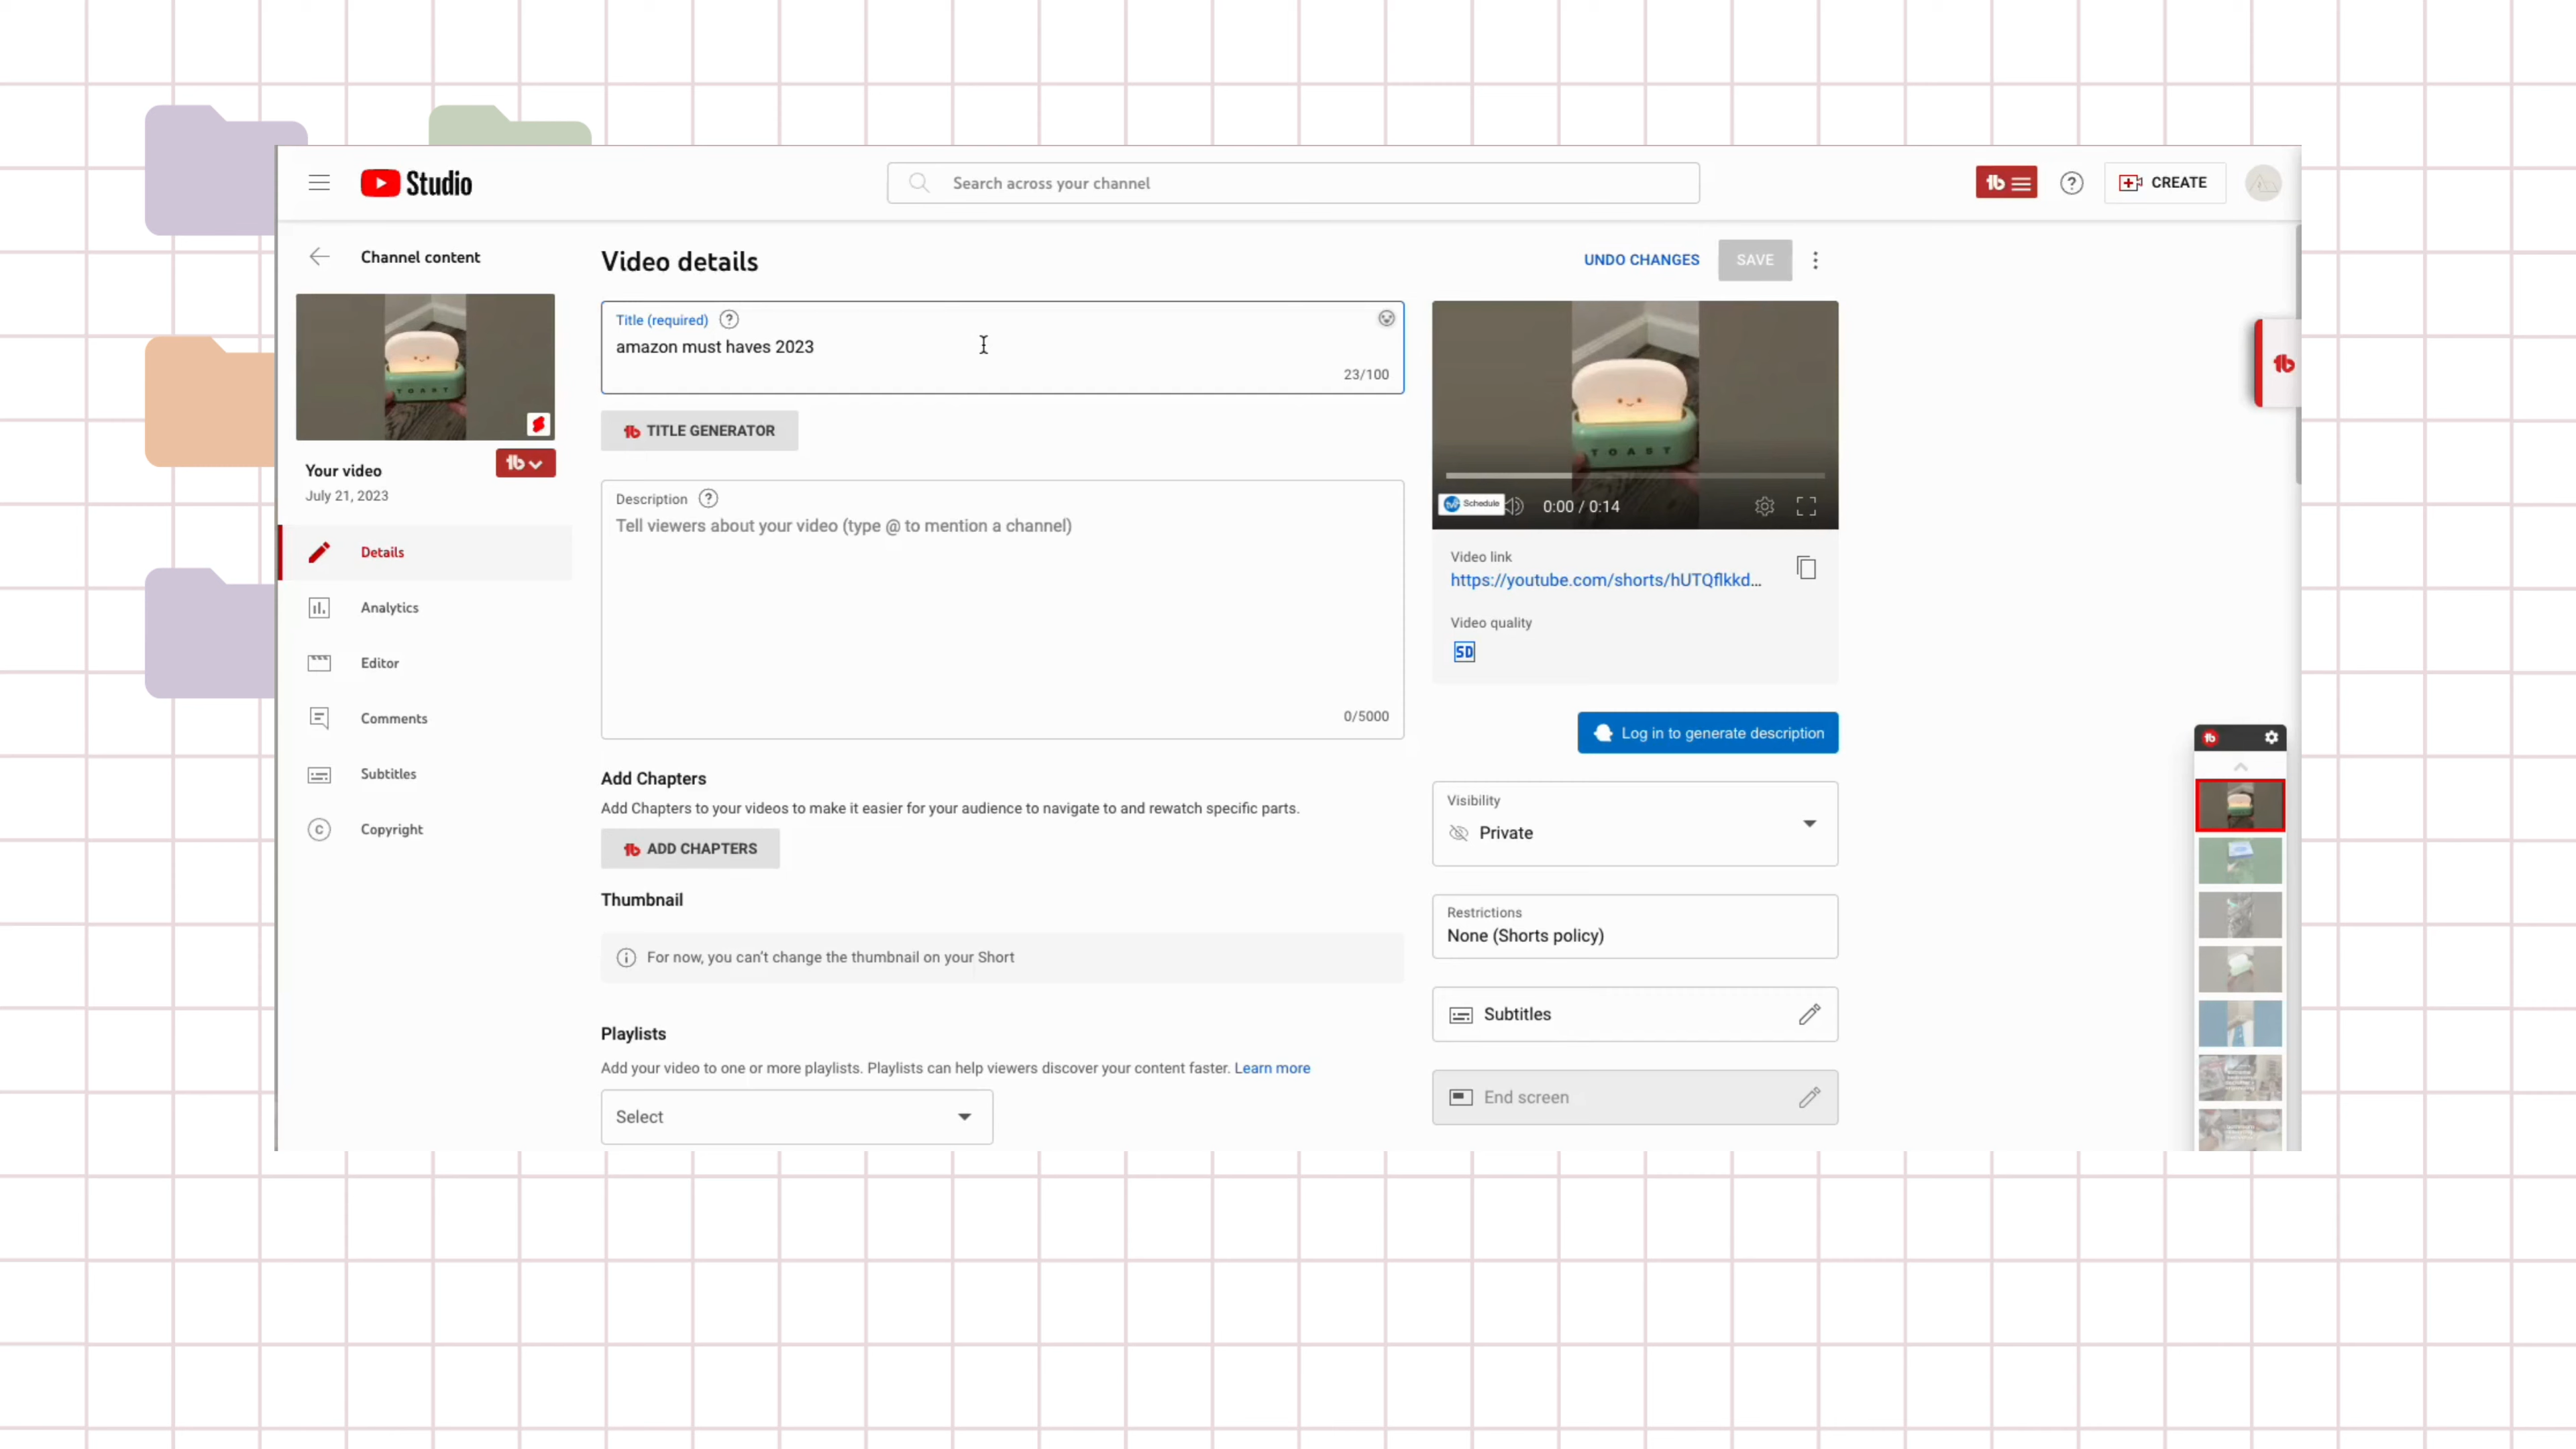 Studio
Search across your channel
CREATE
Channel content
Video details
UNDO CHANGES
SAVE
Title (required)
amazon must haves 2023
23/100
TITLE GENERATOR
TOAST
TOAST
Your video
July 21, 2023
Schedule
0:00 / 0:14
Description
Tell viewers about your video (type @ to mention a channel)
0/5000
Details
Analytics
Editor
Comments
Subtitles
Copyright
Video link
https://youtube.com/shorts/hUTQflkkd...
Video quality
SD
Log in to generate description
Add Chapters
Add Chapters to your videos to make it easier for your audience to navigate to and rewatch specific parts.
ADD CHAPTERS
Visibility
Private
Thumbnail
For now, you can't change the thumbnail on your Short
Restrictions
None (Shorts policy)
Subtitles
Playlists
Add your video to one or more playlists. Playlists can help viewers discover your content faster. Learn more
Select
End screen